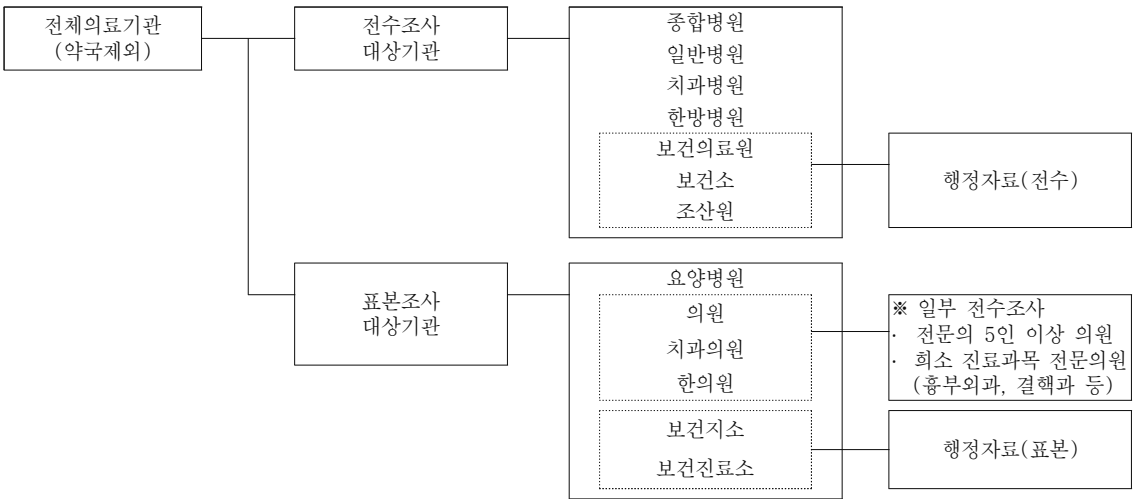 전체의료기관
(약국제외)
전수조사
대상기관
종합병원
일반병원
치과병원
한방병원
보건의료원
보건소
조산원
행정자료(전수)
표본조사
대상기관
요양병원
의원
치과의원
한의원
※ 일부 전수조사
· 전문의 5인 이상 의원
· 희소 진료과목 전문의원
(흉부외과, 결핵과 등)
보건지소
보건진료소
행정자료(표본)